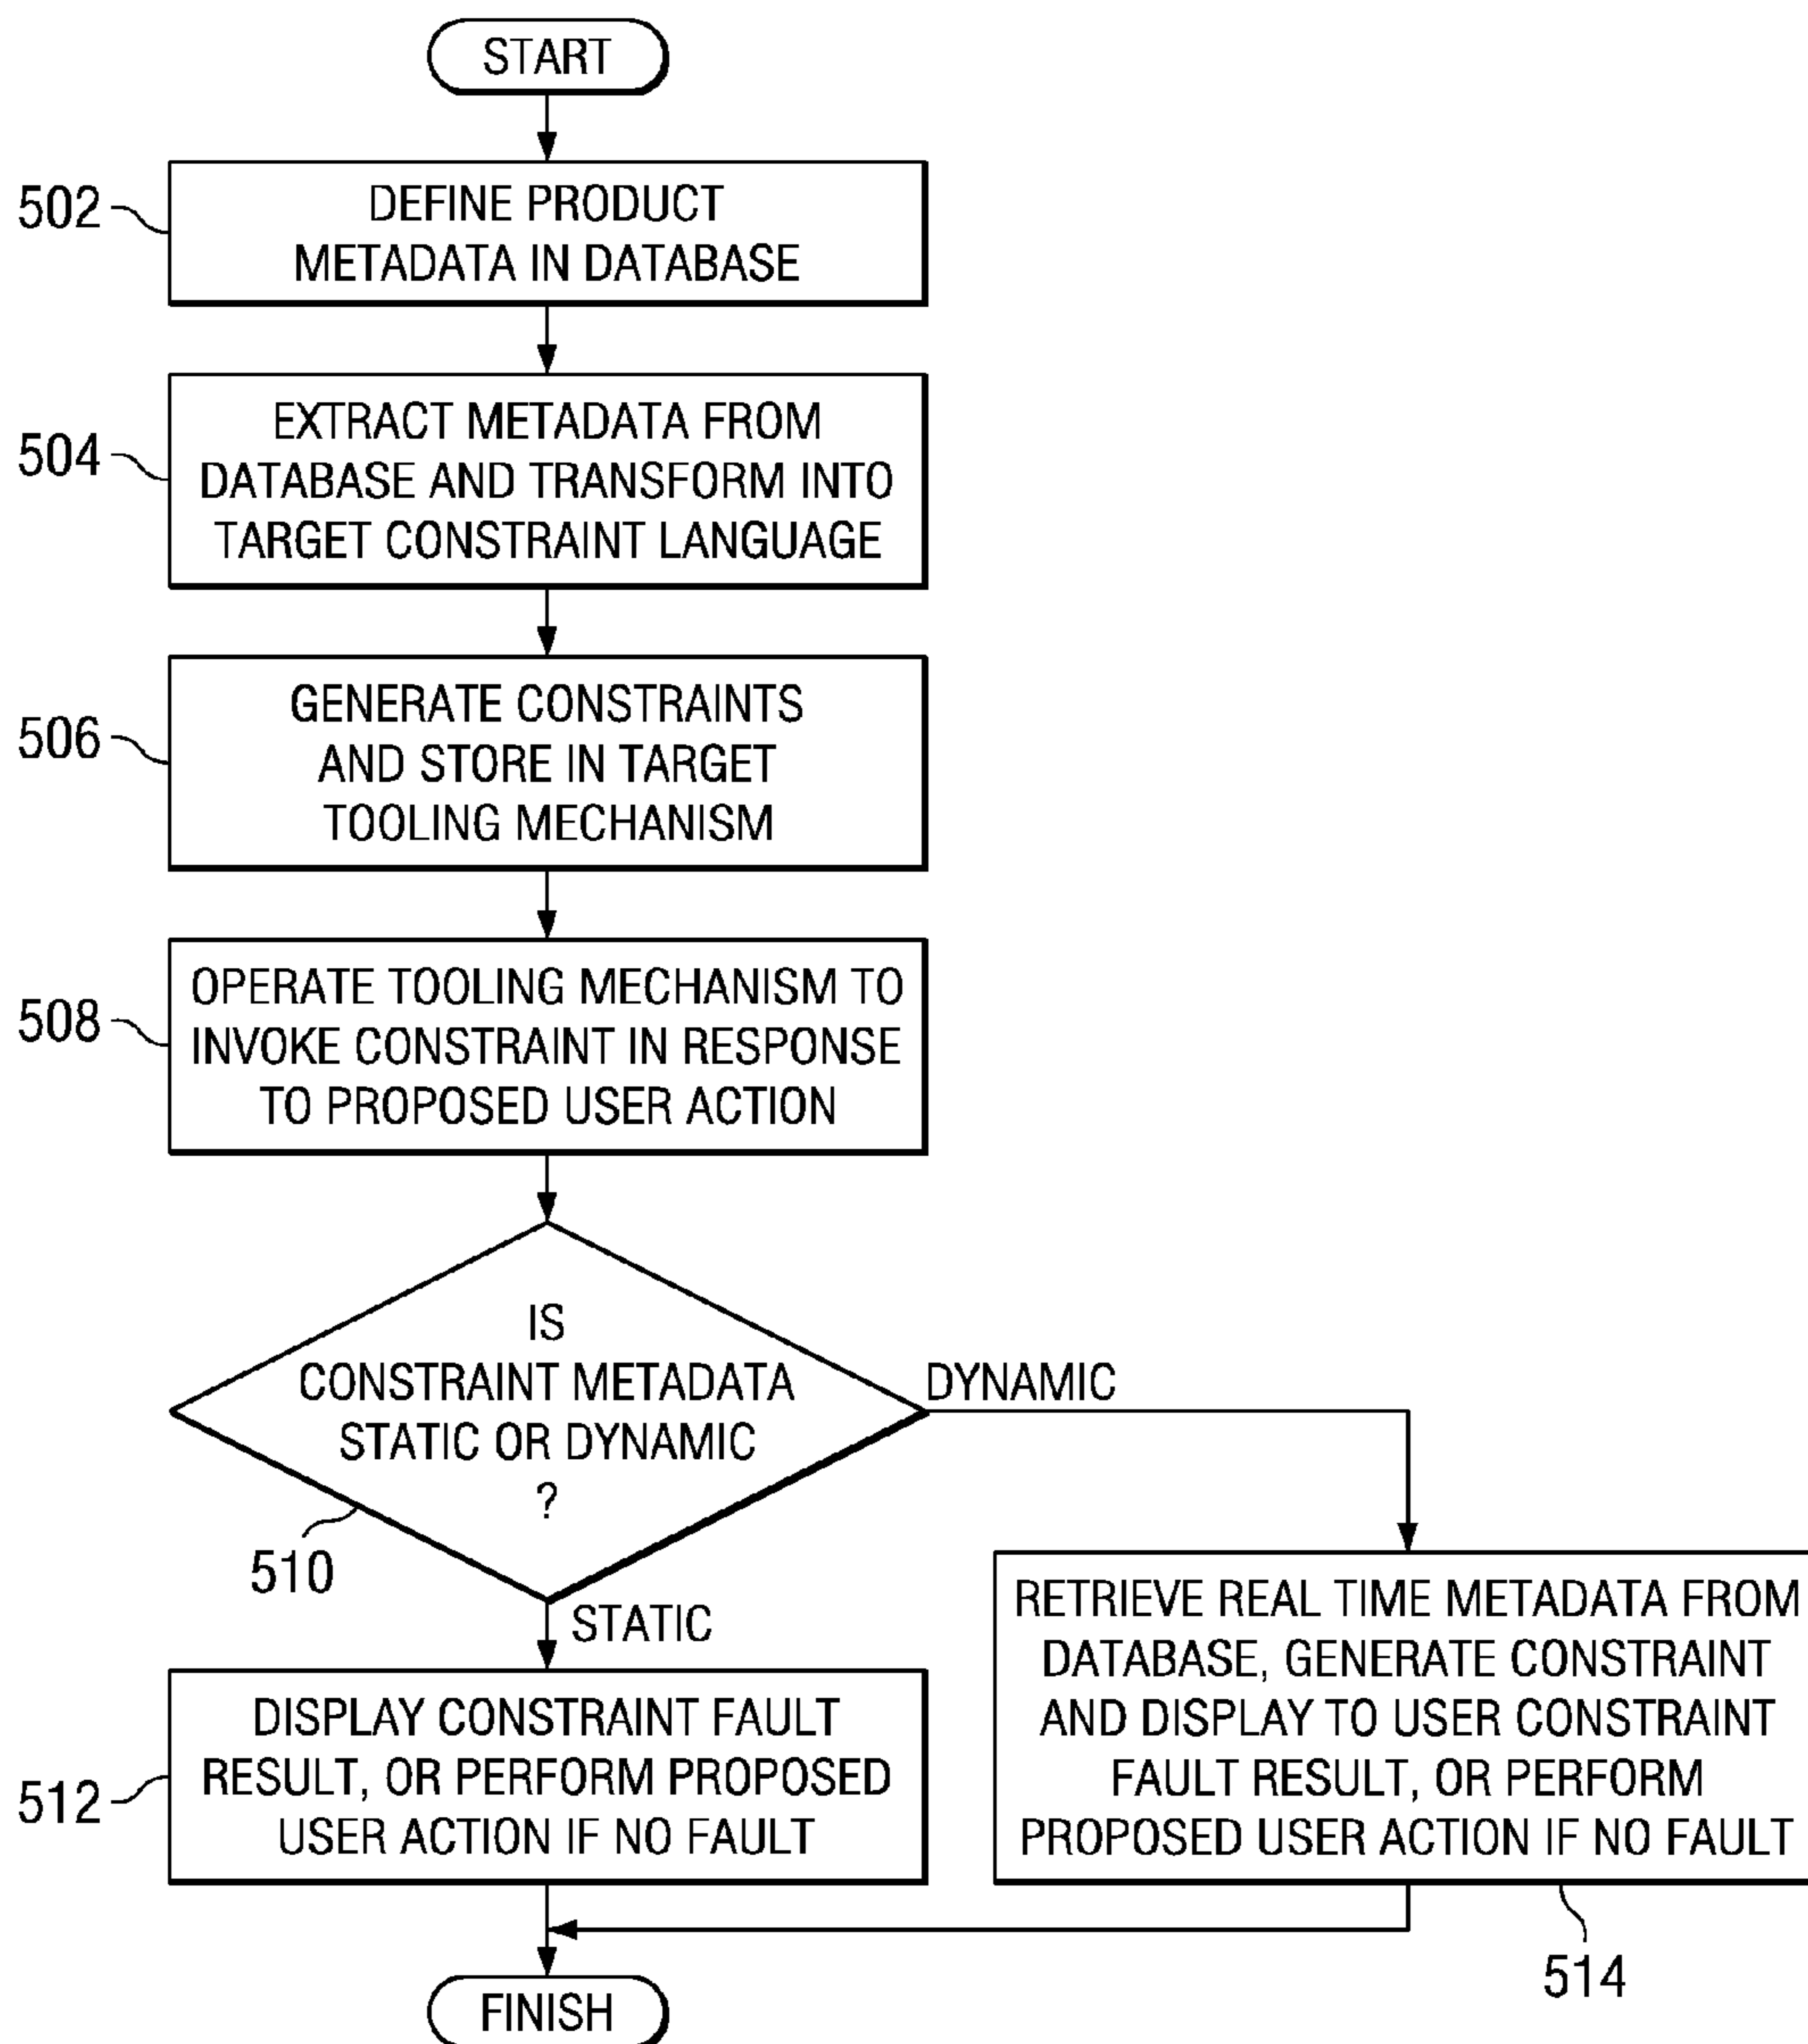 START
502
DEFINE PRODUCT
METADATA IN DATABASE
504
EXTRACT METADATA FROM
DATABASE AND TRANSFORM INTO
TARGET CONSTRAINT LANGUAGE
506
GENERATE CONSTRAINTS
AND STORE IN TARGET
TOOLING MECHANISM
508
OPERATE TOOLING MECHANISM TO
INVOKE CONSTRAINT IN RESPONSE
TO PROPOSED USER ACTION
IS
CONSTRAINT METADATA
STATIC OR DYNAMIC
?
510
DYNAMIC
STATIC
512
DISPLAY CONSTRAINT FAULT
RESULT, OR PERFORM PROPOSED
USER ACTION IF NO FAULT
RETRIEVE REAL TIME METADATA FROM
DATABASE, GENERATE CONSTRAINT
AND DISPLAY TO USER CONSTRAINT
FAULT RESULT, OR PERFORM
PROPOSED USER ACTION IF NO FAULT
514
FINISH